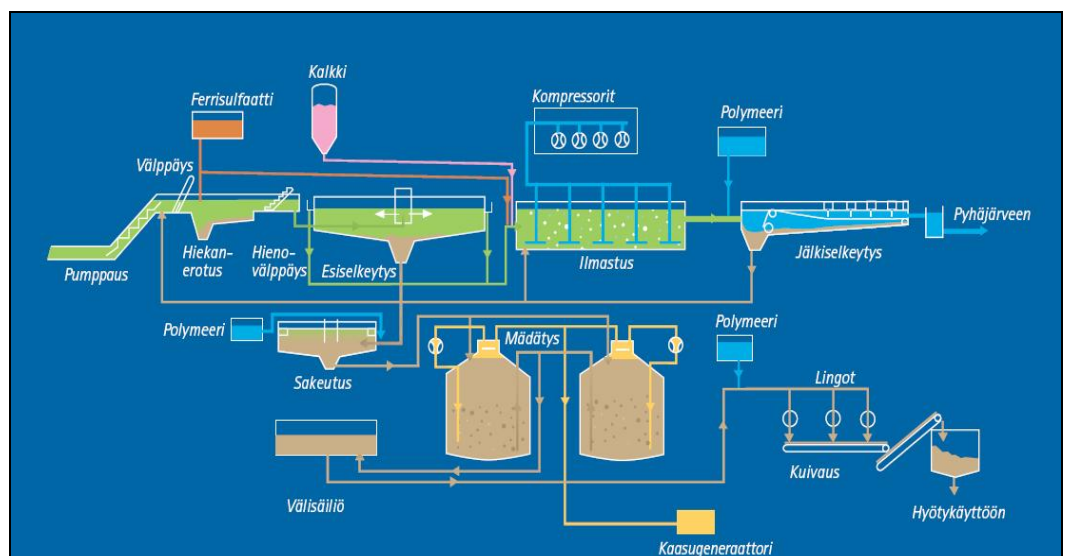 Kalkki
Ferrisulfaatti
Kompressorit
Polymeeri
Välppäys
Pyhäjärveen
Pumppaus
Hiekan-
erotus
Hieno-
välppäys
Esiselkeytys
Ilmastus
Jälkiselkeytys
Polymeeri
Sakeutus
Mädätys
Polymeeri
Lingot
Välisäiliö
Kuivaus
Hyötykäyttöön
Kaasugeneraattori